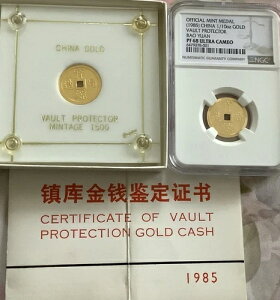 CHINA GOLD
VAULT PROTECTOR
MINTAGE 1500
OFFICIAL MINT MEDAL
(1985) CHINA 1/10oz GOLD
VAULT PROTECTOR
BAO YUAN
PF 68 ULTRA CAMEO
NGC
NUMISMATIC GUARANTY COMPANY
镇库金钱鉴定证书
CERTIFICATE OF VAULT
PROTECTION GOLD CASH
1985